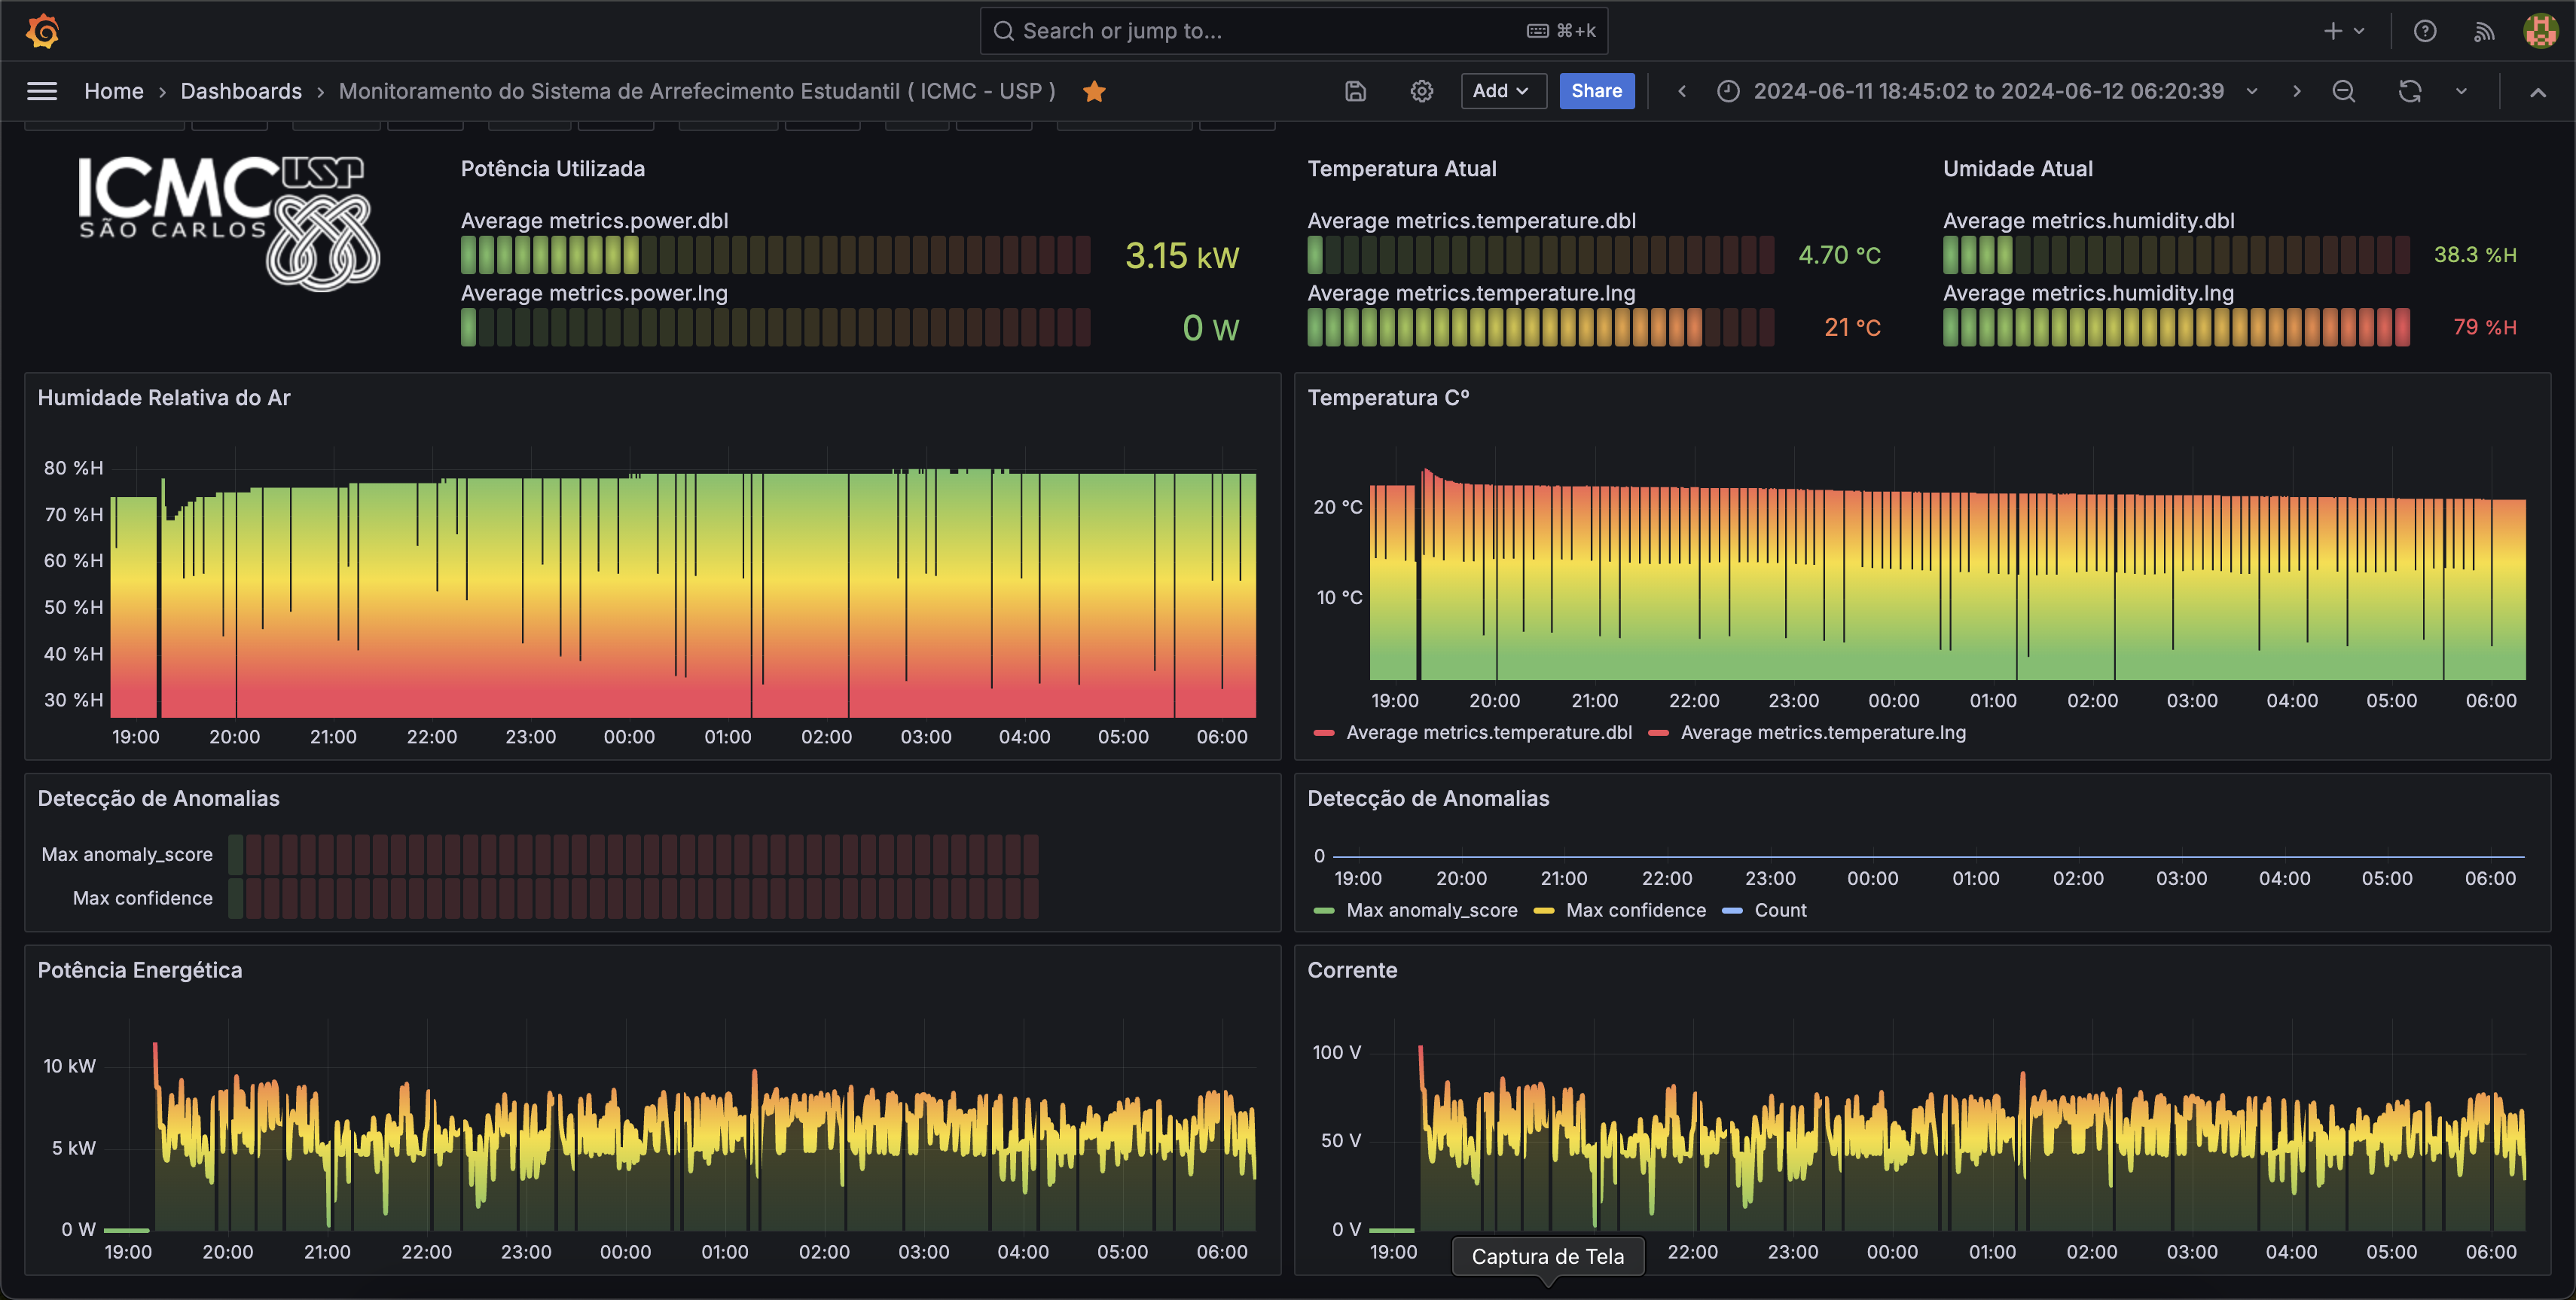 Search or jump to...
⌘+k
Home › Dashboards › Monitoramento do Sistema de Arrefecimento Estudantil ( ICMC - USP )
Add
Share
2024-06-11 18:45:02 to 2024-06-12 06:20:39
ICMC USP
SÃO CARLOS
Potência Utilizada
Average metrics.power.dbl
3.15 kW
Average metrics.power.lng
0 W
Temperatura Atual
Average metrics.temperature.dbl
4.70 °C
Average metrics.temperature.lng
21 °C
Umidade Atual
Average metrics.humidity.dbl
38.3 %H
Average metrics.humidity.lng
79 %H
Humidade Relativa do Ar
80 %H
70 %H
60 %H
50 %H
40 %H
30 %H
19:00 20:00 21:00 22:00 23:00 00:00 01:00 02:00 03:00 04:00 05:00 06:00
Temperatura Cº
20 °C
10 °C
19:00 20:00 21:00 22:00 23:00 00:00 01:00 02:00 03:00 04:00 05:00 06:00
Average metrics.temperature.dbl Average metrics.temperature.lng
Detecção de Anomalias
Max anomaly_score
Max confidence
Detecção de Anomalias
0
19:00 20:00 21:00 22:00 23:00 00:00 01:00 02:00 03:00 04:00 05:00 06:00
Max anomaly_score Max confidence Count
Potência Energética
10 kW
5 kW
0 W
19:00 20:00 21:00 22:00 23:00 00:00 01:00 02:00 03:00 04:00 05:00 06:00
Corrente
100 V
50 V
0 V
19:00 22:00 23:00 00:00 01:00 02:00 03:00 04:00 05:00 06:00
Captura de Tela